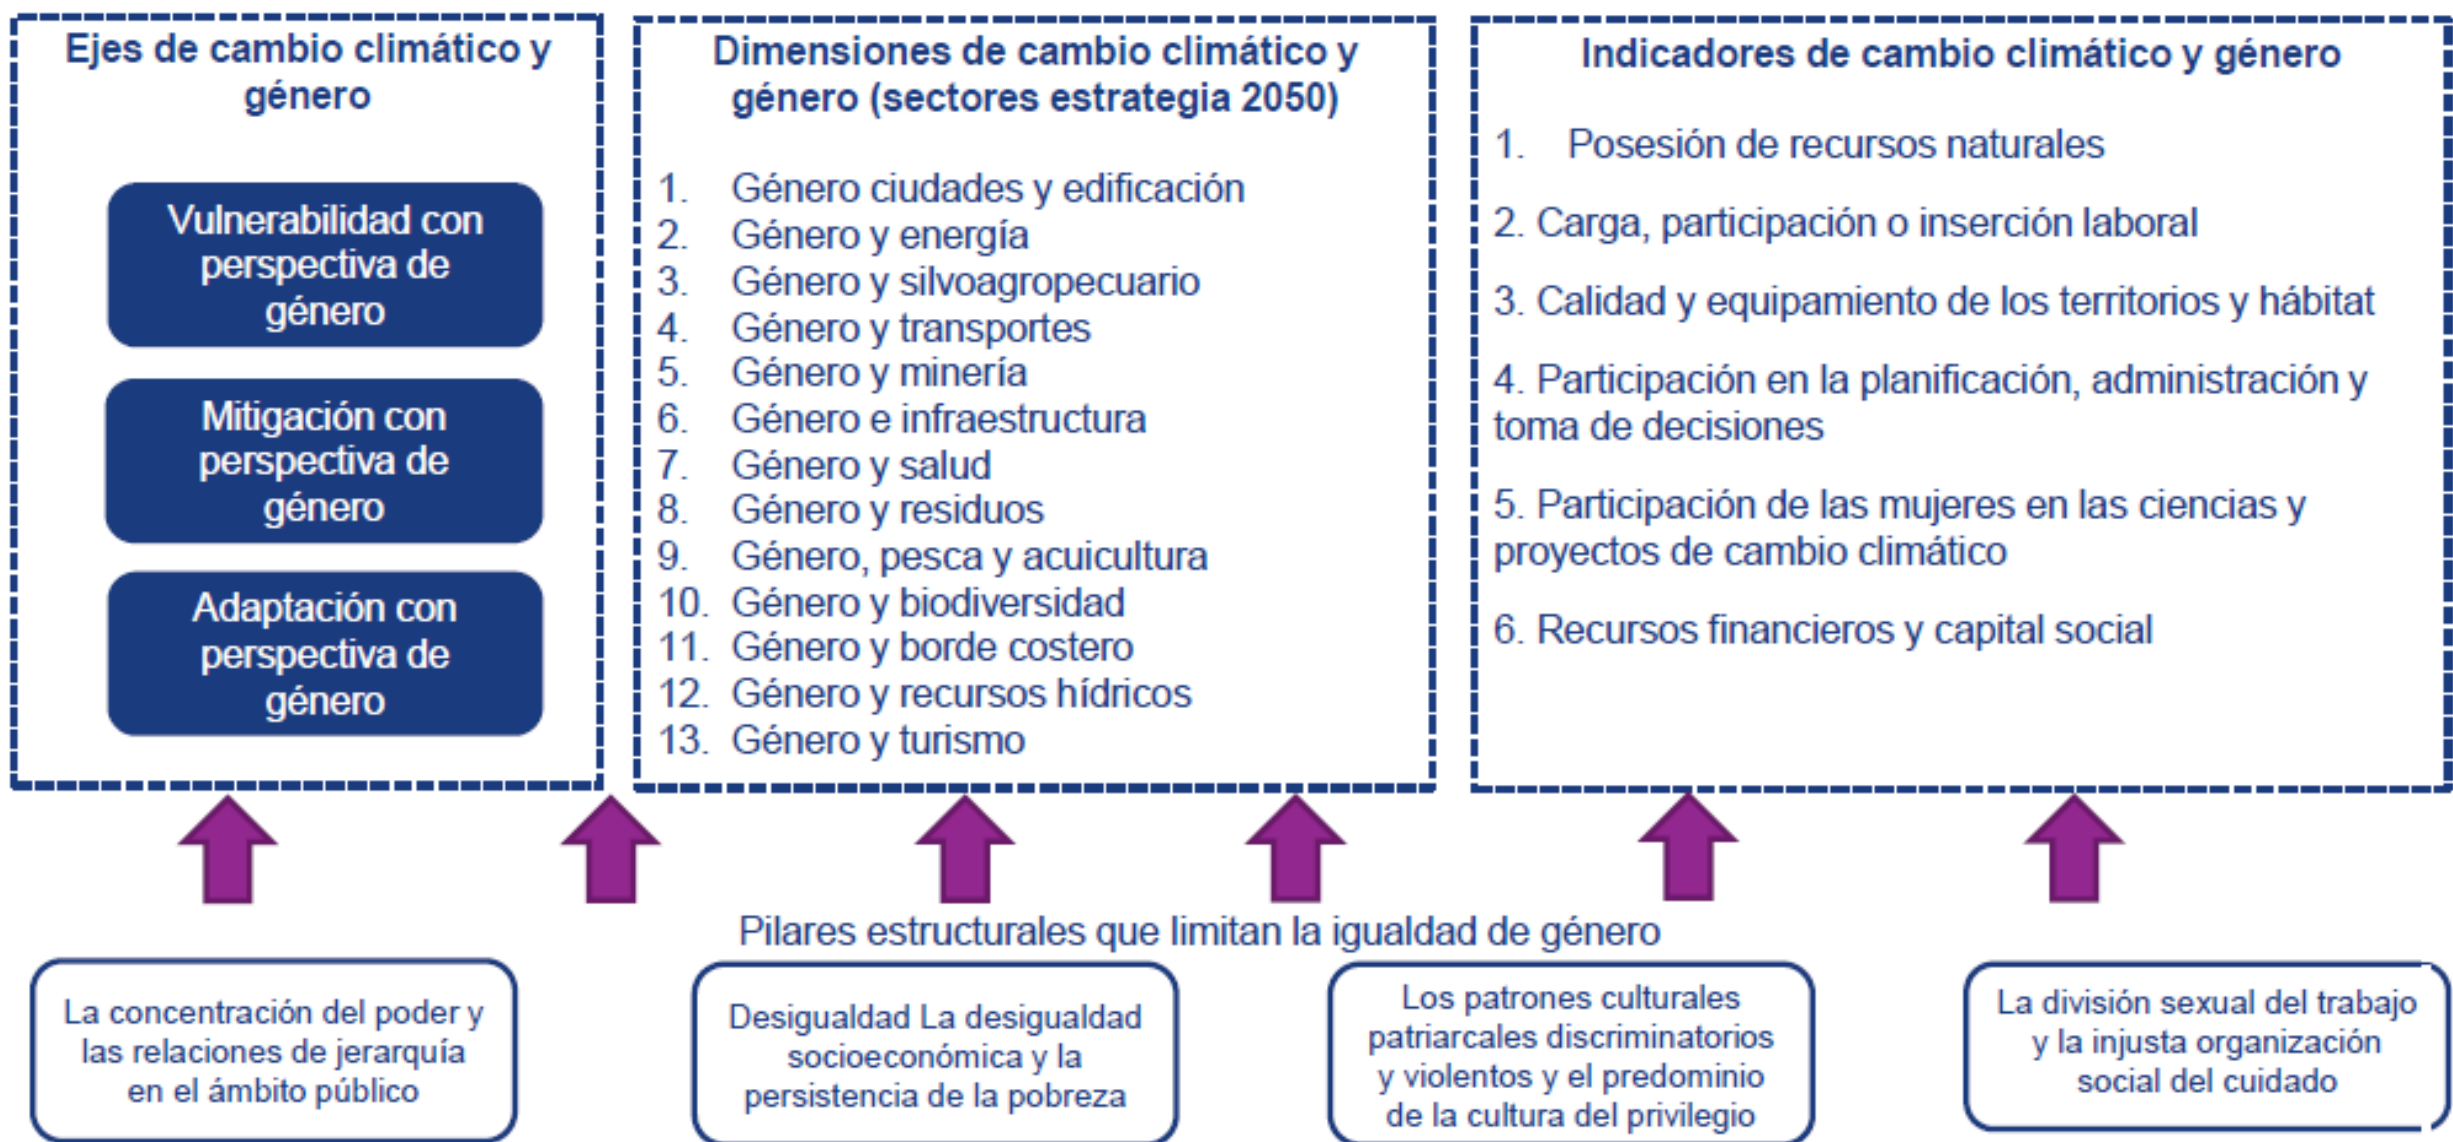 Ejes de cambio climático y
género
Vulnerabilidad con
perspectiva de
género
Mitigación con
perspectiva de
género
Adaptación con
perspectiva de
género
Dimensiones de cambio climático y
género (sectores estrategia 2050)
1. Género ciudades y edificación
2. Género y energía
3. Género y silvoagropecuario
4. Género y transportes
5. Género y minería
6. Género e infraestructura
7. Género y salud
8. Género y residuos
9. Género, pesca y acuicultura
10. Género y biodiversidad
11. Género y borde costero
12. Género y recursos hídricos
13. Género y turismo
Indicadores de cambio climático y género
1. Posesión de recursos naturales
2. Carga, participación o inserción laboral
3. Calidad y equipamiento de los territorios y hábitat
4. Participación en la planificación, administración y
toma de decisiones
5. Participación de las mujeres en las ciencias y
proyectos de cambio climático
6. Recursos financieros y capital social
Pilares estructurales que limitan la igualdad de género
La concentración del poder y
las relaciones de jerarquía
en el ámbito público
Desigualdad La desigualdad
socioeconómica y la
persistencia de la pobreza
Los patrones culturales
patriarcales discriminatorios
y violentos y el predominio
de la cultura del privilegio
La división sexual del trabajo
y la injusta organización
social del cuidado